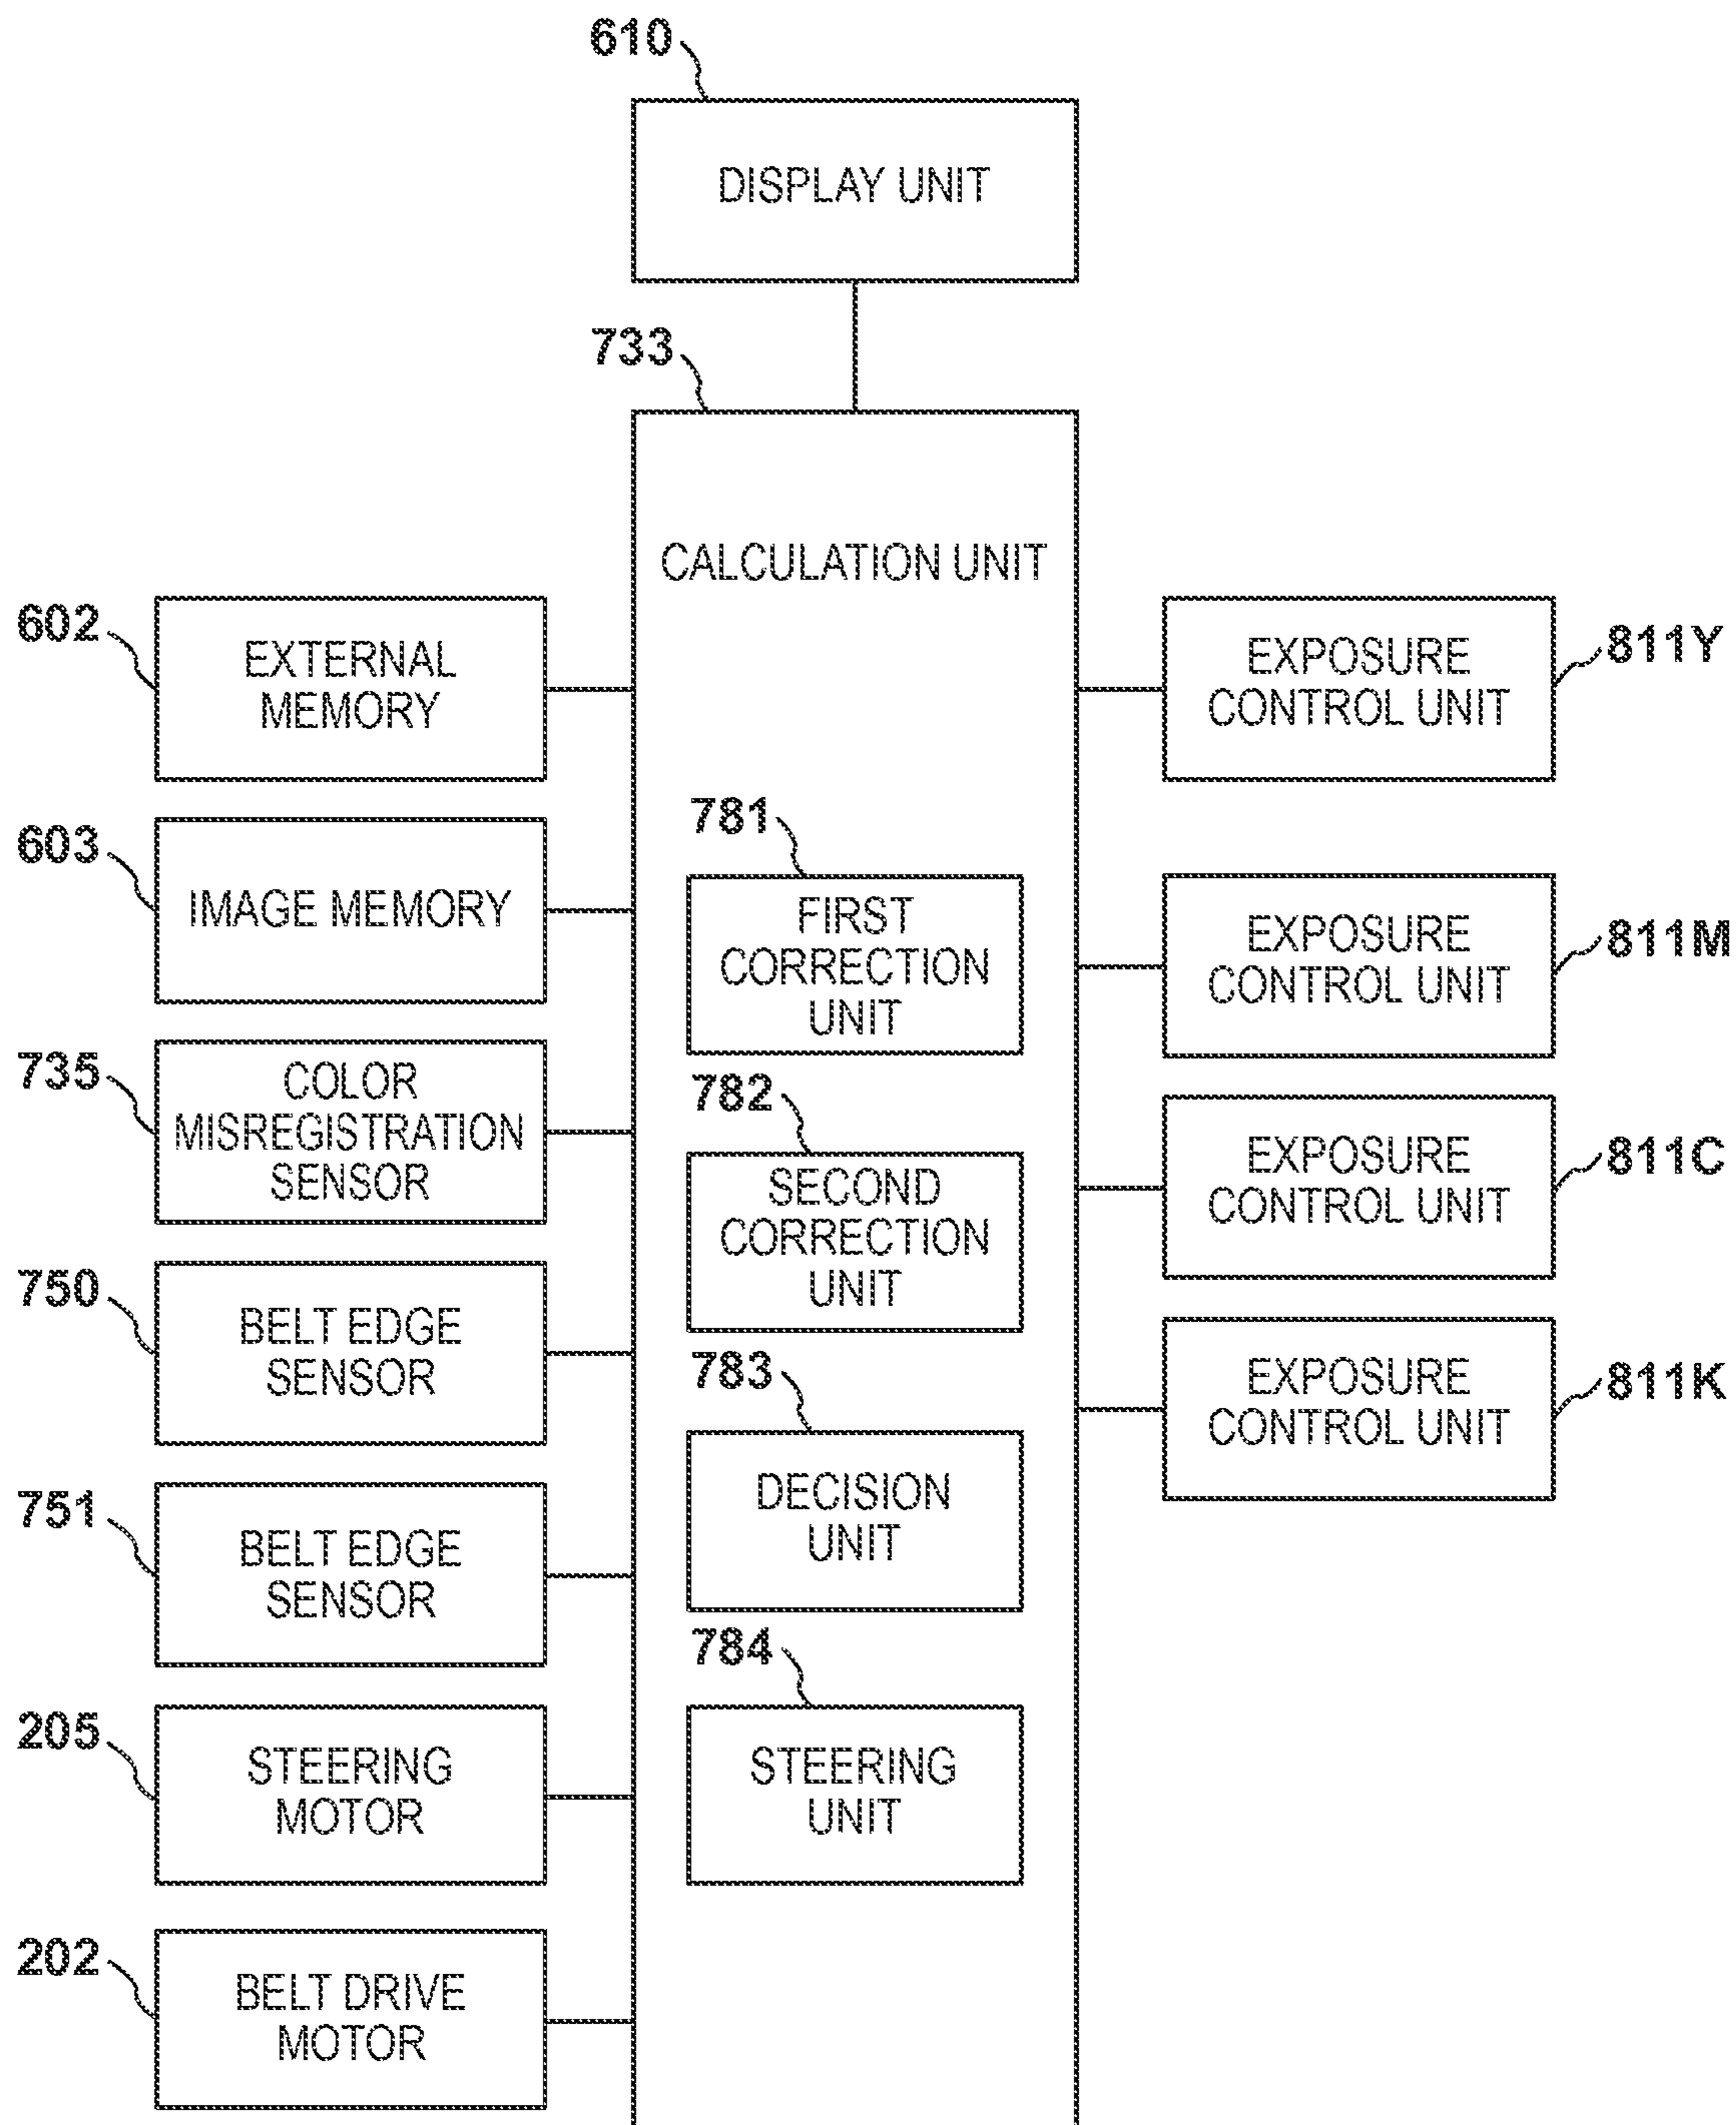 610
DISPLAY UNIT
733
CALCULATION UNIT
602
EXTERNAL
MEMORY
603
IMAGE MEMORY
735
COLOR
MISREGISTRATION
SENSOR
750
BELT EDGE
SENSOR
751
BELT EDGE
SENSOR
205
STEERING
MOTOR
202
BELT DRIVE
MOTOR
781
FIRST
CORRECTION
UNIT
782
SECOND
CORRECTION
UNIT
783
DECISION
UNIT
784
STEERING
UNIT
EXPOSURE
CONTROL UNIT
811Y
EXPOSURE
CONTROL UNIT
811M
EXPOSURE
CONTROL UNIT
811C
EXPOSURE
CONTROL UNIT
811K